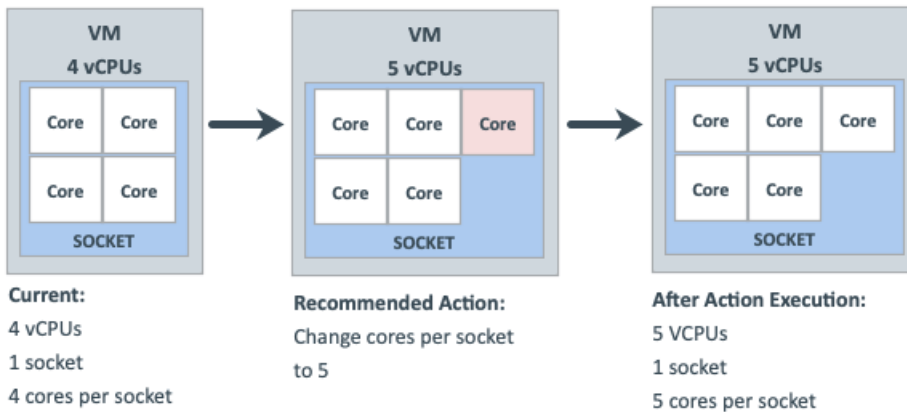 VM
4 vCPUs
Core Core
Core Core
SOCKET
Current:
4 vCPUs
1 socket
4 cores per socket
VM
5 vCPUs
Core Core Core
Core Core
SOCKET
Recommended Action:
Change cores per socket
to 5
VM
5 vCPUs
Core Core Core
Core Core
SOCKET
After Action Execution:
5 VCPUs
1 socket
5 cores per socket